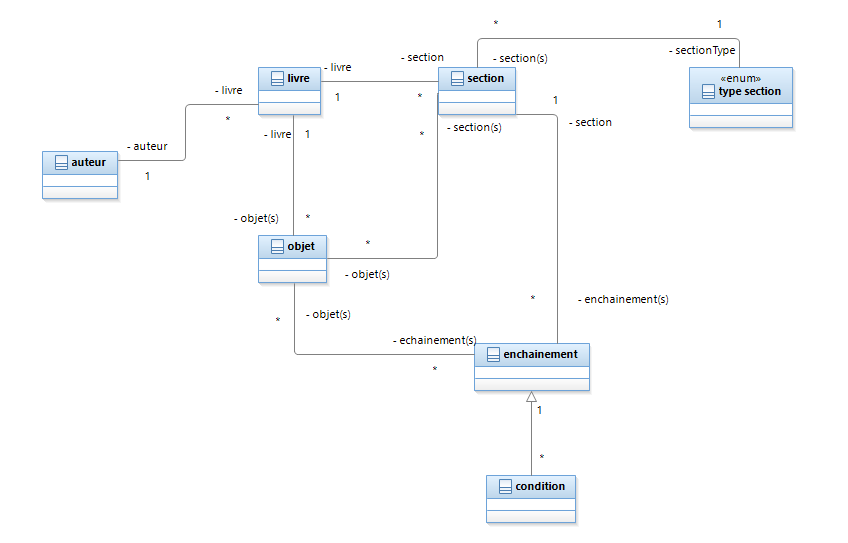 *
1
- sectionType
- section
- section(s)
- livre
livre
section
«enum»
type section
- livre
1
*
1
*
- section
- livre
1
*
- section(s)
- auteur
auteur
1
- objet(s)
*
objet
*
- objet(s)
*
- enchainement(s)
- objet(s)
*
- echainement(s)
enchainement
*
1
*
condition